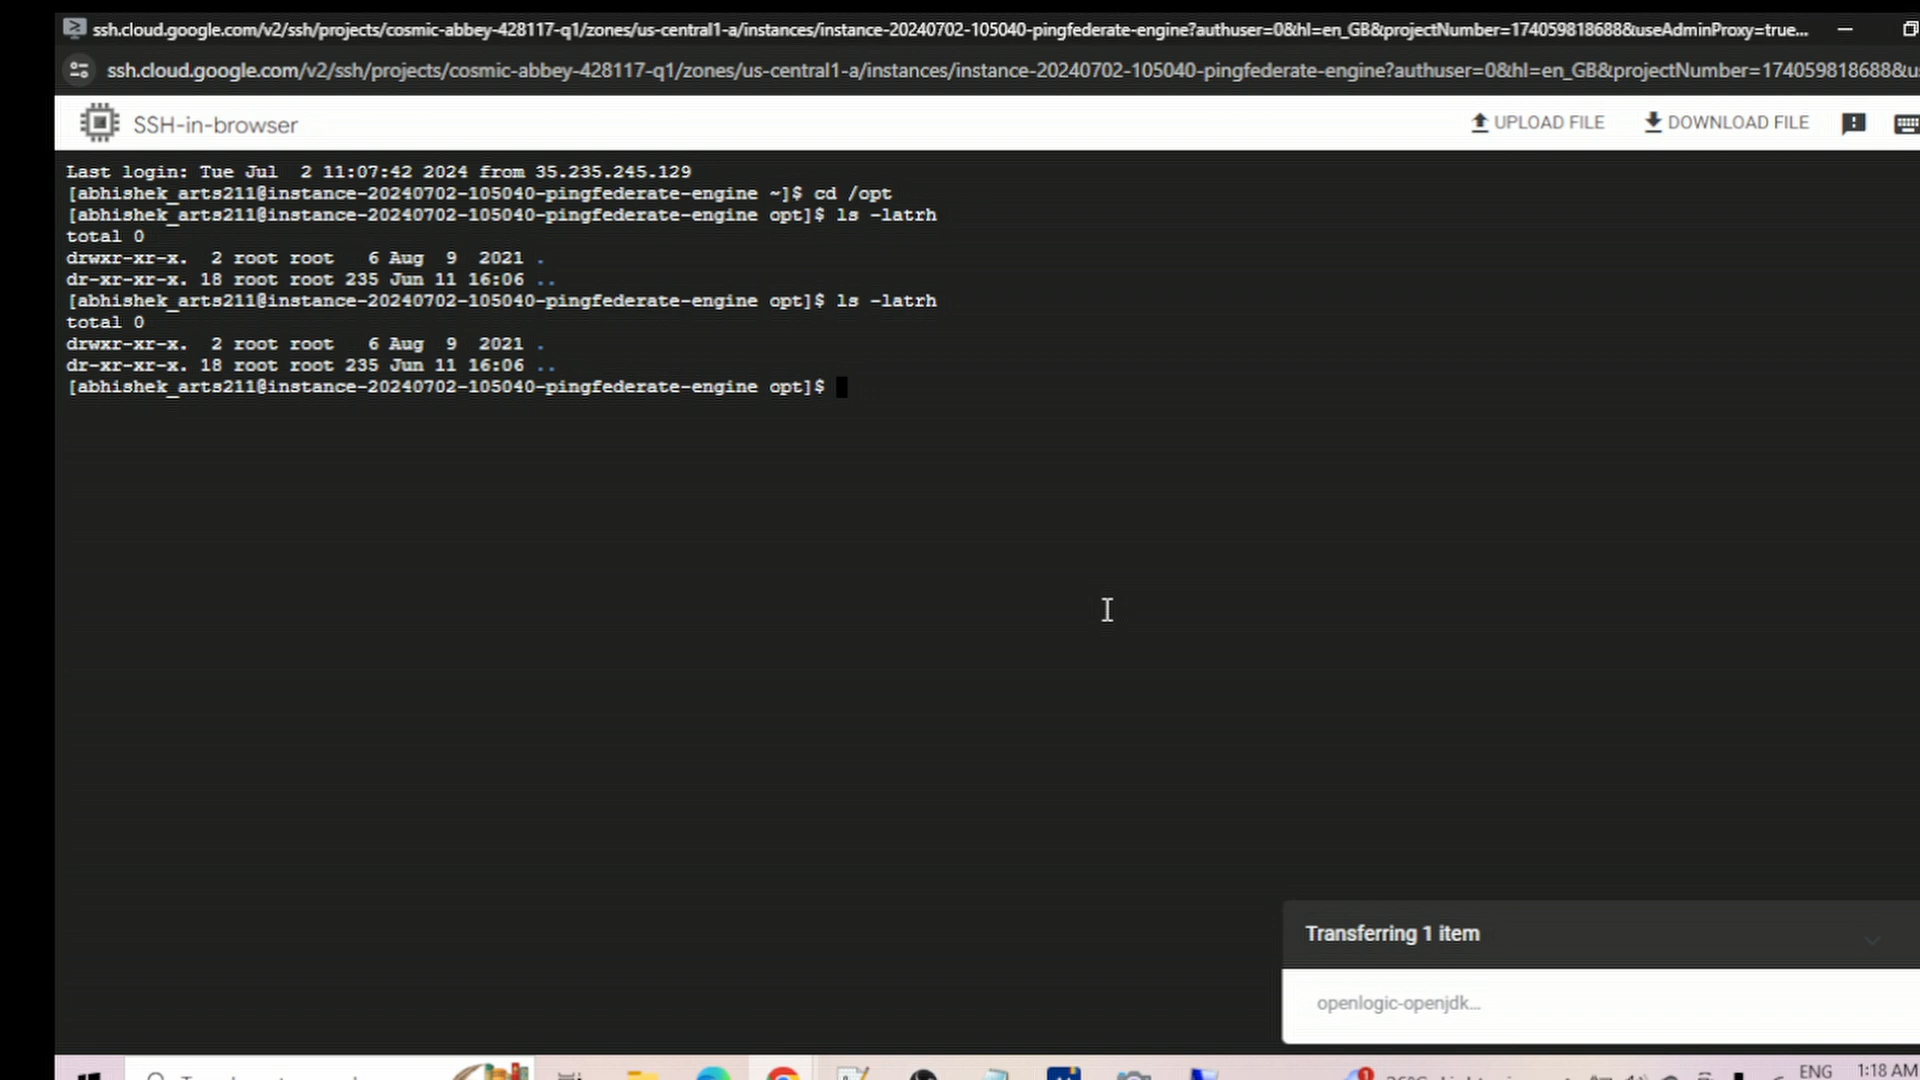 ssh.cloud.google.com/v2/ssh/projects/cosmic-abbey-428117-q1/zones/us-central1-a/instances/instance-20240702-105040-pingfederate-engine?authuser=0&hl=en_GB&projectNumber=174059818688&useAdminProxy=true...
ssh.cloud.google.com/v2/ssh/projects/cosmic-abbey-428117-q1/zones/us-central1-a/instances/instance-20240702-105040-pingfederate-engine?authuser=0&hl=en_GB&projectNumber=174059818688&u
SSH-in-browser
UPLOAD FILE
DOWNLOAD FILE
Last login: Tue Jul  2 11:07:42 2024 from 35.235.245.129
[abhishek_arts211@instance-20240702-105040-pingfederate-engine ~]$ cd /opt
[abhishek_arts211@instance-20240702-105040-pingfederate-engine opt]$ ls -latrh
total 0
drwxr-xr-x.  2 root root   6 Aug  9  2021 .
dr-xr-xr-x. 18 root root 235 Jun 11 16:06 ..
[abhishek_arts211@instance-20240702-105040-pingfederate-engine opt]$ ls -latrh
total 0
drwxr-xr-x.  2 root root   6 Aug  9  2021 .
dr-xr-xr-x. 18 root root 235 Jun 11 16:06 ..
[abhishek_arts211@instance-20240702-105040-pingfederate-engine opt]$
Transferring 1 item
openlogic-openjdk...
ENG
1:18 AM